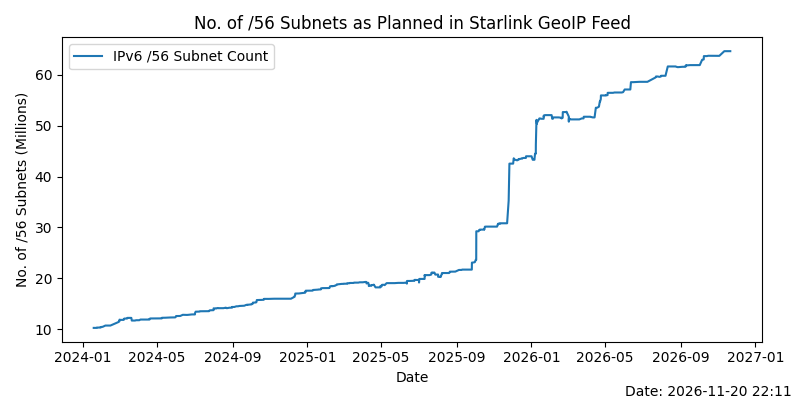 No. of /56 Subnets as Planned in Starlink GeoIP Feed
IPv6 /56 Subnet Count
No. of /56 Subnets (Millions)
60
50
40
30
20
10
2024-01 2024-05 2024-09 2025-01 2025-05 2025-09 2026-01 2026-05 2026-09 2027-01
Date
Date: 2026-11-20 22:11